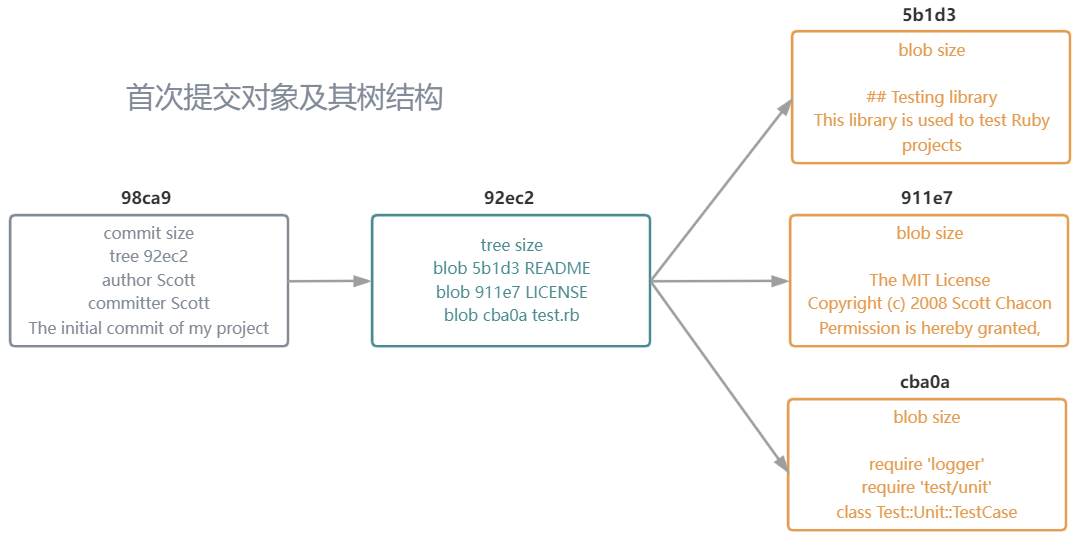 首次提交对象及其树结构
98ca9
commit size
tree 92ec2
author Scott
committer Scott
The initial commit of my project
92ec2
tree size
blob 5b1d3 README
blob 911e7 LICENSE
blob cba0a test.rb
5b1d3
blob size
## Testing library
This library is used to test Ruby
projects
911e7
blob size
The MIT License
Copyright (c) 2008 Scott Chacon
Permission is hereby granted,
cba0a
blob size
require 'logger'
require 'test/unit'
class Test::Unit::TestCase